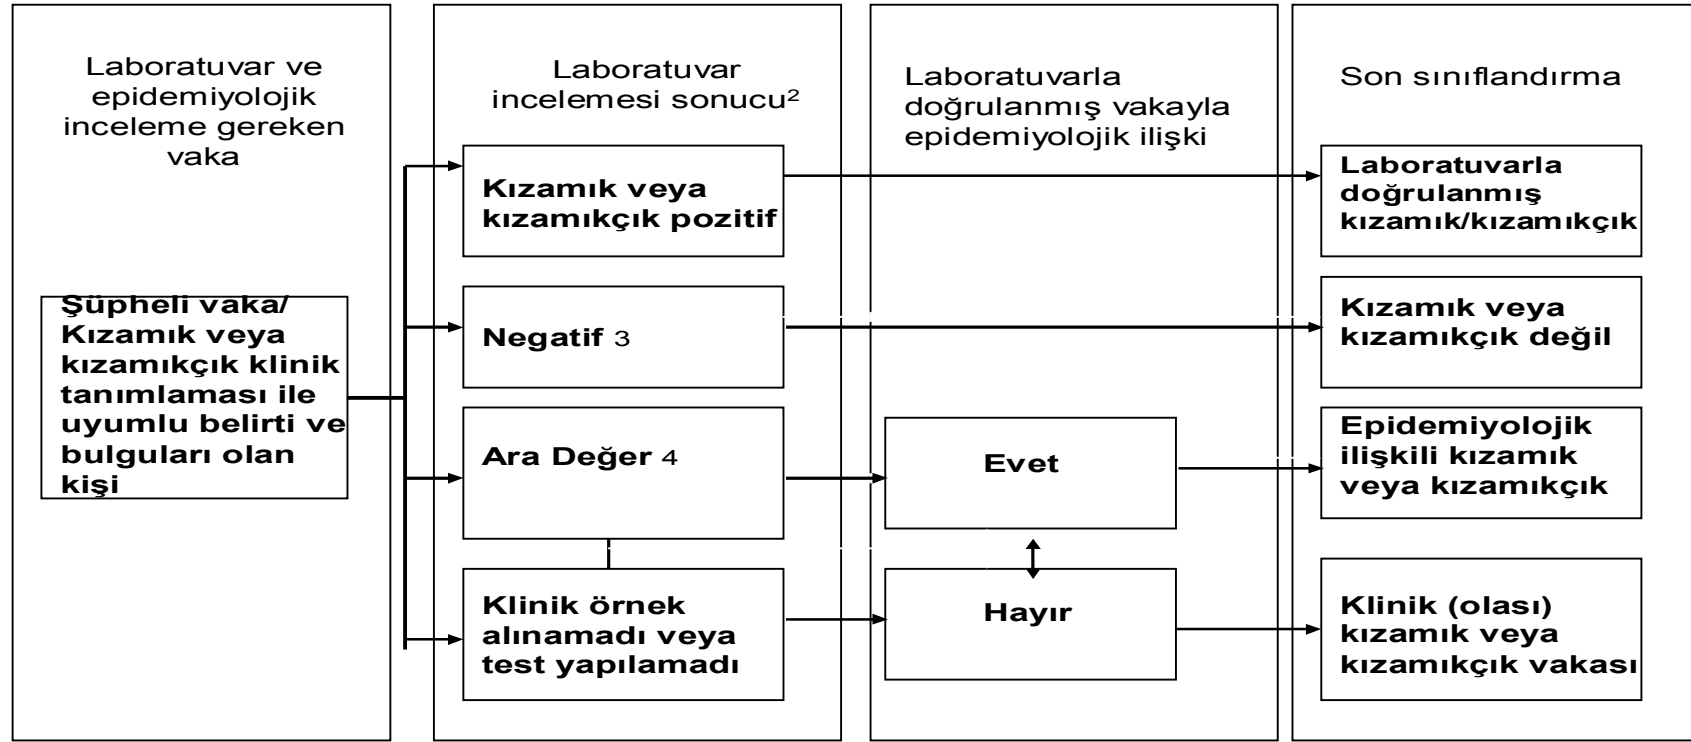 Laboratuvar ve
epidemiyolojik
inceleme gereken
vaka
Şüpheli vaka/
Kızamık veya
kızamıkçık klinik
tanımlaması ile
uyumlu belirti ve
bulguları olan
kişi
Laboratuvar
incelemesi sonucu²
Kızamık veya
kızamıkçık pozitif
Negatif 3
Ara Değer 4
Klinik örnek
alınamadı veya
test yapılamadı
Laboratuvarla
doğrulanmış vakayla
epidemiyolojik ilişki
Evet
Hayır
Son sınıflandırma
Laboratuvarla
doğrulanmış
kızamık/kızamıkçık
Kızamık veya
kızamıkçık değil
Epidemiyolojik
ilişkili kızamık
veya kızamıkçık
Klinik (olası)
kızamık veya
kızamıkçık vakası